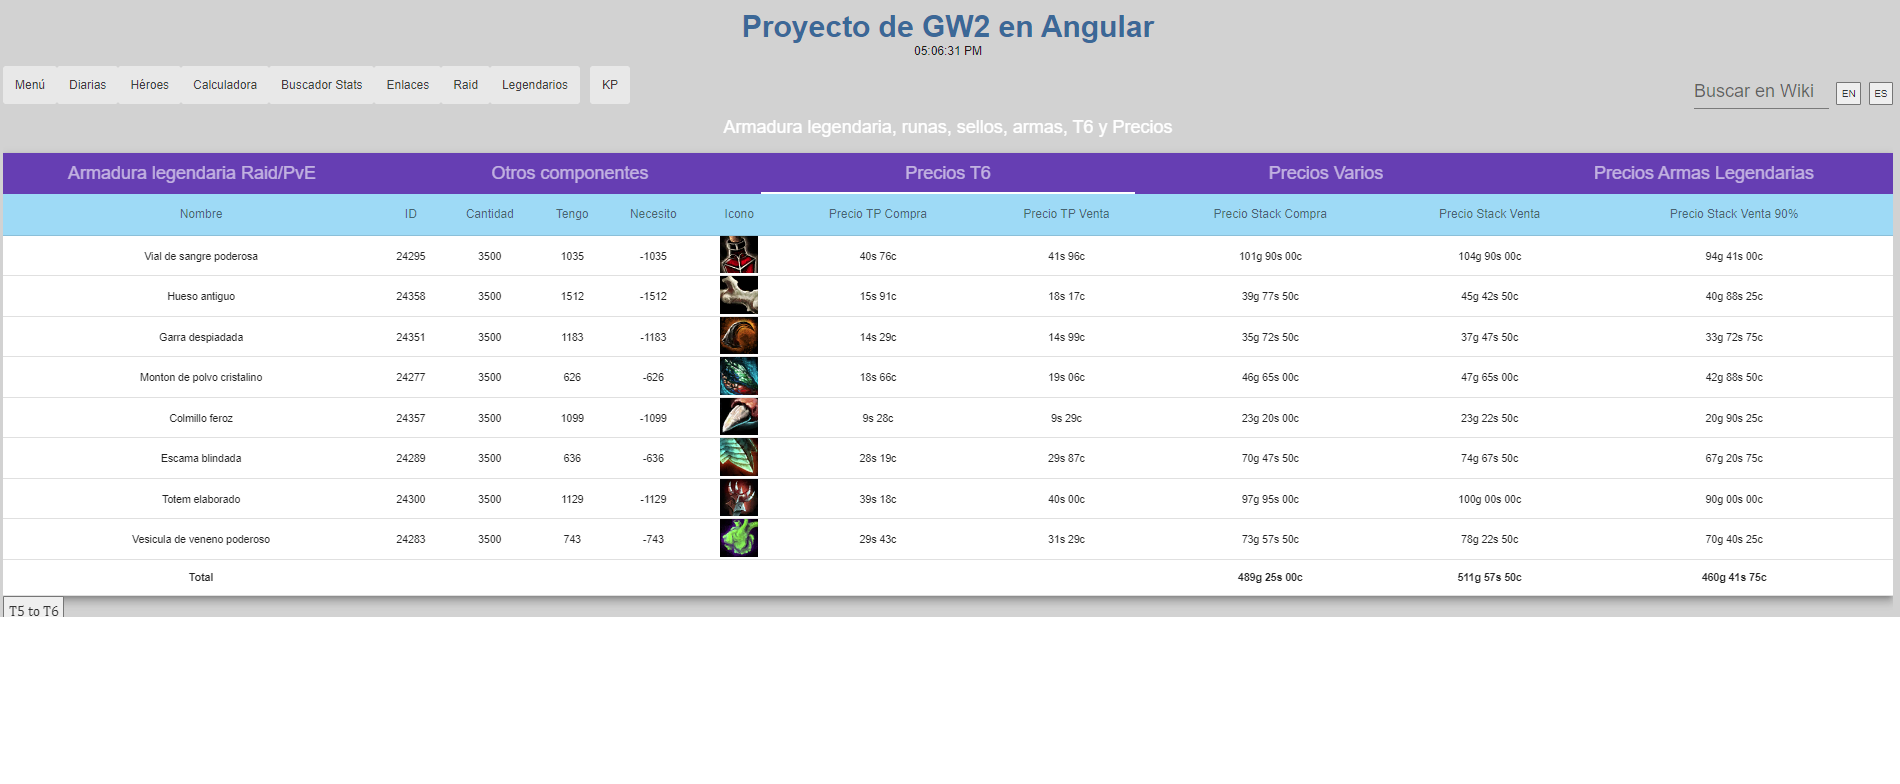 Proyecto de GW2 en Angular
05:06:31 PM
Menú Diarias Héroes Calculadora Buscador Stats Enlaces Raid Legendarios KP
Buscar en Wiki EN ES
Armadura legendaria, runas, sellos, armas, T6 y Precios
Armadura legendaria Raid/PvE Otros componentes Precios T6 Precios Varios Precios Armas Legendarias
Nombre ID Cantidad Tengo Necesito Icono Precio TP Compra Precio TP Venta Precio Stack Compra Precio Stack Venta Precio Stack Venta 90%
Vial de sangre poderosa 24295 3500 1035 -1035 40s 76c 41s 96c 101g 90s 00c 104g 90s 00c 94g 41s 00c
Hueso antiguo 24358 3500 1512 -1512 15s 91c 18s 17c 39g 77s 50c 45g 42s 50c 40g 88s 25c
Garra despiadada 24351 3500 1183 -1183 14s 29c 14s 99c 35g 72s 50c 37g 47s 50c 33g 72s 75c
Monton de polvo cristalino 24277 3500 626 -626 18s 66c 19s 06c 46g 65s 00c 47g 65s 00c 42g 88s 50c
Colmillo feroz 24357 3500 1099 -1099 9s 28c 9s 29c 23g 20s 00c 23g 22s 50c 20g 90s 25c
Escama blindada 24289 3500 636 -636 28s 19c 29s 87c 70g 47s 50c 74g 67s 50c 67g 20s 75c
Totem elaborado 24300 3500 1129 -1129 39s 18c 40s 00c 97g 95s 00c 100g 00s 00c 90g 00s 00c
Vesicula de veneno poderoso 24283 3500 743 -743 29s 43c 31s 29c 73g 57s 50c 78g 22s 50c 70g 40s 25c
Total 489g 25s 00c 511g 57s 50c 460g 41s 75c
T5 to T6